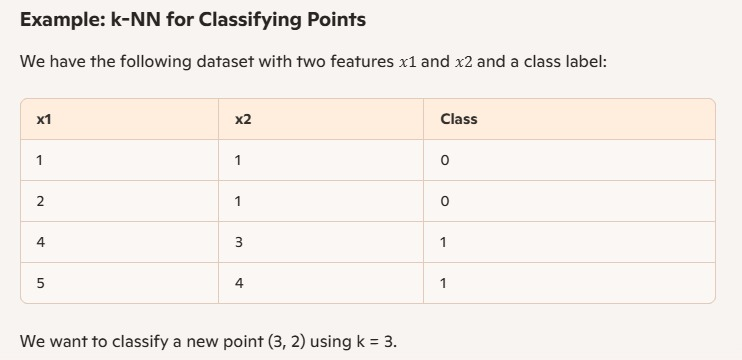 Example: k-NN for Classifying Points
We have the following dataset with two features x1 and x2 and a class label:
x1 x2 Class
1 1 0
2 1 0
4 3 1
5 4 1
We want to classify a new point (3, 2) using k = 3.